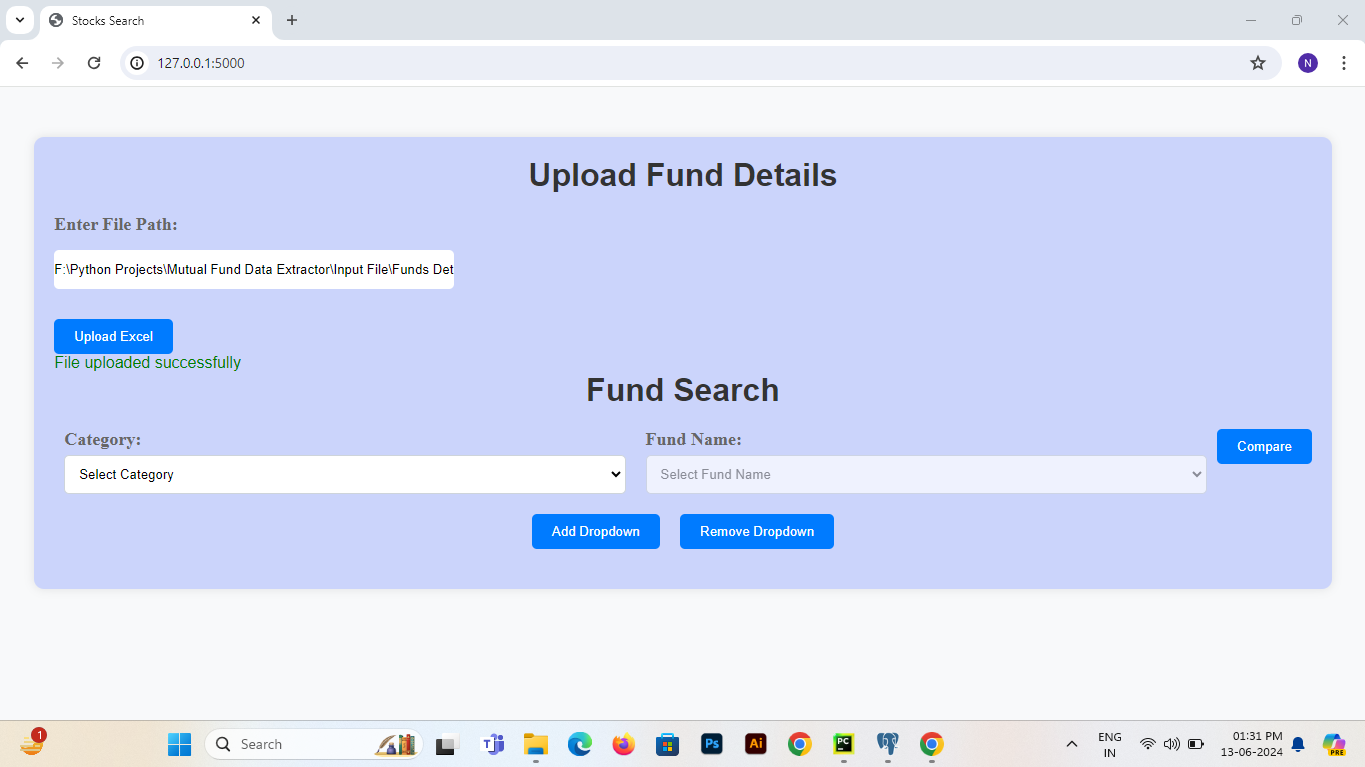 Stocks Search
127.0.0.1:5000
N
Upload Fund Details
Enter File Path:
F:\Python Projects\Mutual Fund Data Extractor\Input File\Funds Det
Upload Excel
File uploaded successfully
Fund Search
Category:
Fund Name:
Compare
Select Category
Select Fund Name
Add Dropdown
Remove Dropdown
1
Search
T
Ps
Ai
PC
ENG
IN
01:31 PM
13-06-2024
PRE